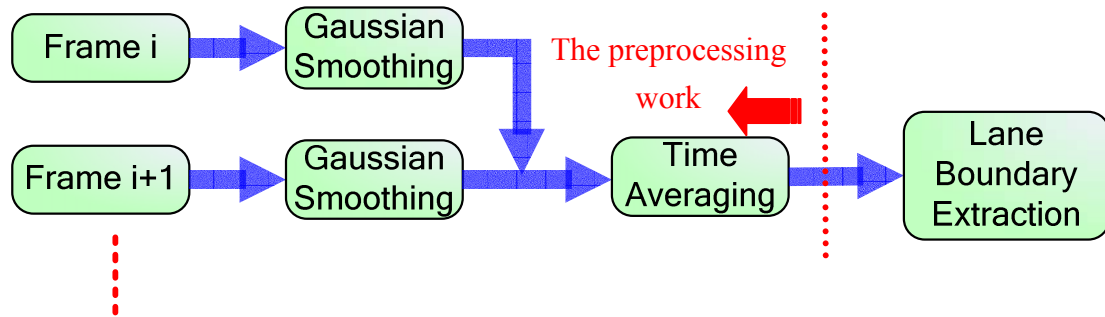 Frame i
Gaussian
Smoothing
The preprocessing
work
Frame i+1
Gaussian
Smoothing
Time
Averaging
Lane
Boundary
Extraction